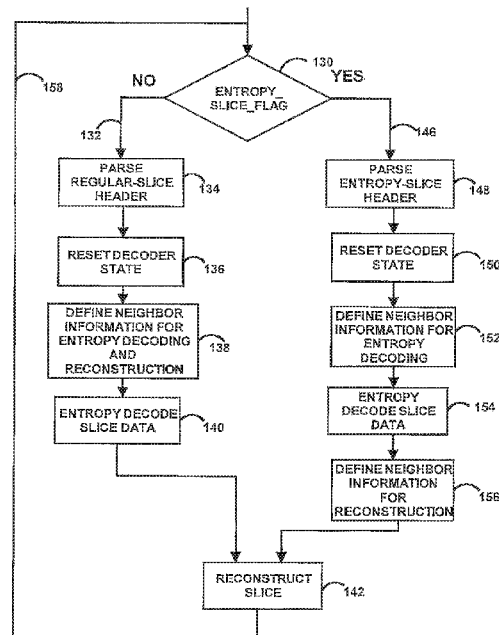 158
130
NO
YES
ENTROPY_
SLICE_FLAG
132
146
PARSE
REGULAR-SLICE
HEADER
134
PARSE
ENTROPY-SLICE
HEADER
148
RESET DECODER
STATE
136
RESET DECODER
STATE
150
DEFINE NEIGHBOR
INFORMATION FOR
ENTROPY DECODING
AND
RECONSTRUCTION
138
DEFINE NEIGHBOR
INFORMATION FOR
ENTROPY DECODING
152
ENTROPY DECODE
SLICE DATA
140
ENTROPY
DECODE SLICE
DATA
154
DEFINE NEIGHBOR
INFORMATION
FOR
RECONSTRUCTION
156
RECONSTRUCT
SLICE
142